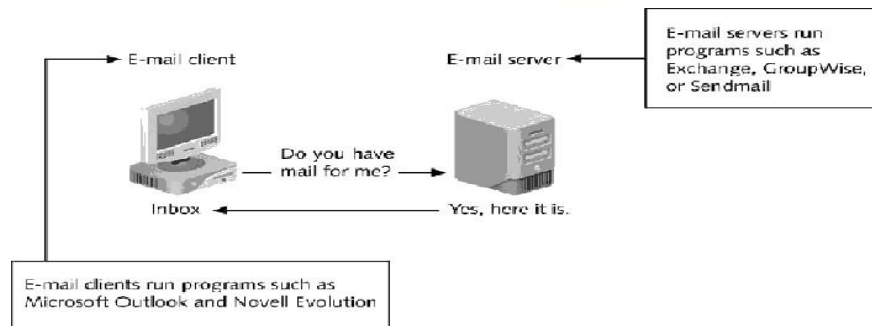 E-mail servers run
programs such as
Exchange, GroupWise,
or Sendmail
E-mail client
E-mail server
Do you have
mail for me?
Inbox
Yes, here it is.
E-mail clients run programs such as
Microsoft Outlook and Novell Evolution